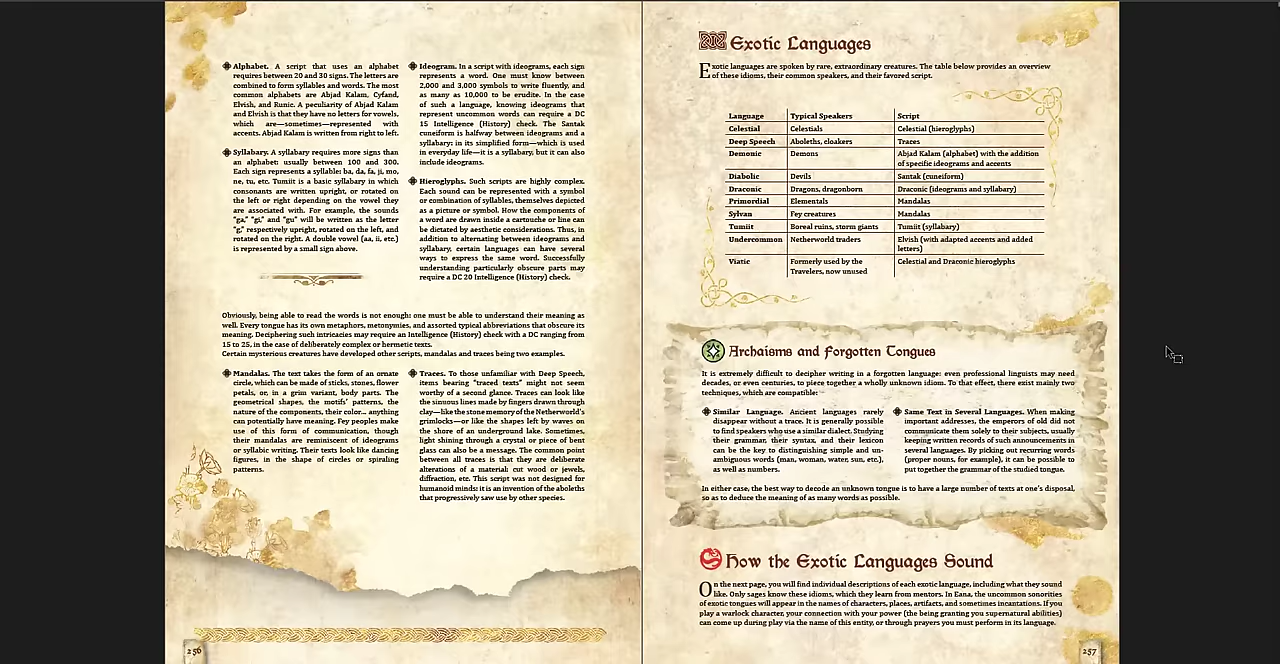 Alphabet. A script that uses an alphabet
requires between 20 and 30 signs. The letters are
combined to form syllables and words. The most
common alphabets are Abjad Kalam, Cyfand,
Elvish, and Runic. A peculiarity of Abjad Kalam
and Elvish is that they have no letters for vowels,
which are—sometimes—represented with
accents. Abjad Kalam is written from right to left.
Syllabary. A syllabary requires more signs than
an alphabet: usually between 100 and 300.
Each sign represents a syllable: ba, da, fa, ji, mo,
ne, tu, etc. Tumiit is a basic syllabary in which
consonants are written upright, or rotated on
the left or right depending on the vowel they
are associated with. For example, the sounds
"ga," "gi," and "gu" will be written as the letter
"g," respectively upright, rotated on the left, and
rotated on the right. A double vowel (aa, ii, etc.)
is represented by a small sign above.
Ideogram. In a script with ideograms, each sign
represents a word. One must know between
2,000 and 3,000 symbols to write fluently, and
as many as 10,000 to be erudite. In the case
of such a language, knowing ideograms that
represent uncommon words can require a DC
15 Intelligence (History) check. The Santak
cuneiform is halfway between ideograms and a
syllabary: in its simplified form—which is used
in everyday life—it is a syllabary, but it can also
include ideograms.
Hieroglyphs. Such scripts are highly complex.
Each sound can be represented with a symbol
or combination of syllables, themselves depicted
as a picture or symbol. How the components of
a word are drawn inside a cartouche or line can
be dictated by aesthetic considerations. Thus, in
addition to alternating between ideograms and
syllabary, certain languages can have several
ways to express the same word. Successfully
understanding particularly obscure parts may
require a DC 20 Intelligence (History) check.
Obviously, being able to read the words is not enough: one must be able to understand their meaning as
well. Every tongue has its own metaphors, metonymies, and assorted typical abbreviations that obscure its
meaning. Deciphering such intricacies may require an Intelligence (History) check with a DC ranging from
15 to 25, in the case of deliberately complex or hermetic texts.
Certain mysterious creatures have developed other scripts, mandalas and traces being two examples.
Mandalas. The text takes the form of an ornate
circle, which can be made of sticks, stones, flower
petals, or, in a grim variant, body parts. The
geometrical shapes, the motifs' patterns, the
nature of the components, their color... anything
can potentially have meaning. Fey peoples make
use of this form of communication, though
their mandalas are reminiscent of ideograms
or syllabic writing. Their texts look like dancing
figures, in the shape of circles or spiraling
patterns.
Traces. To those unfamiliar with Deep Speech,
items bearing "traced texts" might not seem
worthy of a second glance. Traces can look like
the sinuous lines made by fingers drawn through
clay—like the stone memory of the Netherworld's
grimlocks—or like the shapes left by waves on
the shore of an underground lake. Sometimes,
light shining through a crystal or piece of bent
glass can also be a message. The common point
between all traces is that they are deliberate
alterations of a material: cut wood or jewels,
diffraction, etc. This script was not designed for
humanoid minds: it is an invention of the aboleths
that progressively saw use by other species.
256
Exotic Languages
Exotic languages are spoken by rare, extraordinary creatures. The table below provides an overview
of these idioms, their common speakers, and their favored script.
Language Typical Speakers Script
Celestial Celestials Celestial (hieroglyphs)
Deep Speech Aboleths, cloakers Traces
Demonic Demons Abjad Kalam (alphabet) with the addition
of specific ideograms and accents
Diabolic Devils Santak (cuneiform)
Draconic Dragons, dragonborn Draconic (ideograms and syllabary)
Primordial Elementals Mandalas
Sylvan Fey creatures Mandalas
Tumiit Boreal ruins, storm giants Tumiit (syllabary)
Undercommon Netherworld traders Elvish (with adapted accents and added
letters)
Viatic Formerly used by the Celestial and Draconic hieroglyphs
Travelers, now unused
Archaisms and Forgotten Tongues
It is extremely difficult to decipher writing in a forgotten language: even professional linguists may need
decades, or even centuries, to piece together a wholly unknown idiom. To that effect, there exist mainly two
techniques, which are compatible:
Similar Language. Ancient languages rarely
disappear without a trace. It is generally possible
to find speakers who use a similar dialect. Studying
their grammar, their syntax, and their lexicon
can be the key to distinguishing simple and un-
ambiguous words (man, woman, water, sun, etc.),
as well as numbers.
Same Text in Several Languages. When making
important addresses, the emperors of old did not
communicate them solely to their subjects, usually
keeping written records of such announcements in
several languages. By picking out recurring words
(proper nouns, for example), it can be possible to
put together the grammar of the studied tongue.
In either case, the best way to decode an unknown tongue is to have a large number of texts at one's disposal,
so as to deduce the meaning of as many words as possible.
How the Exotic Languages Sound
On the next page, you will find individual descriptions of each exotic language, including what they sound
like. Only sages know these idioms, which they learn from mentors. In Eana, the uncommon sonorities
of exotic tongues will appear in the names of characters, places, artifacts, and sometimes incantations. If you
play a warlock character, your connection with your power (the being granting you supernatural abilities)
can come up during play via the name of this entity, or through prayers you must perform in its language.
257